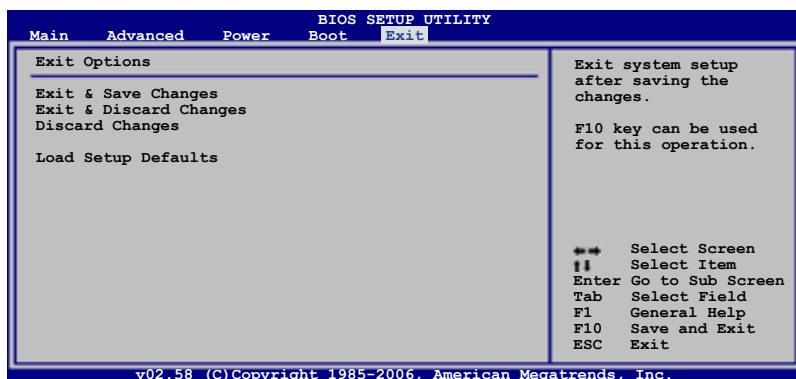 BIOS SETUP UTILITY
Main Advanced Power Boot Exit
Exit Options
Exit & Save Changes
Exit & Discard Changes
Discard Changes
Load Setup Defaults
Exit system setup
after saving the
changes.
F10 key can be used
for this operation.
Select Screen
Select Item
Enter Go to Sub Screen
Tab Select Field
F1 General Help
F10 Save and Exit
ESC Exit
v02.58 (C)Copyright 1985-2006, American Megatrends, Inc.